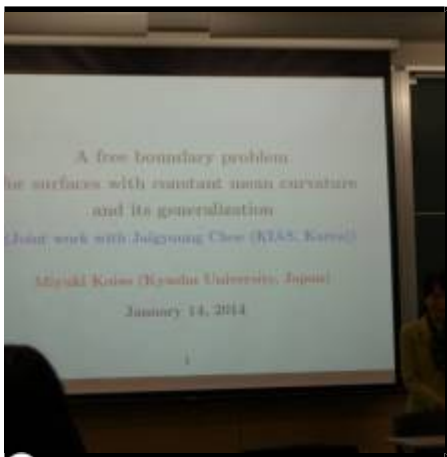 A free boundary problem
for surfaces with constant mean curvature
and its generalization
(Joint work with Jaigyoung Choe (KIAS, Korea))
Miyuki Koiso (Kyushu University, Japan)
January 14, 2014
1